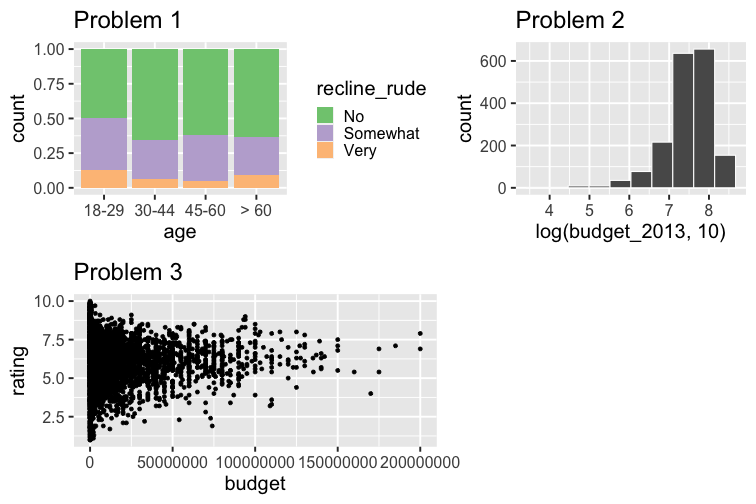 Problem 1
1.00
0.75
0.50
0.25
0.00
count
18-29 30-44 45-60 > 60
age
recline_rude
No
Somewhat
Very
Problem 2
600
400
200
0
count
4 5 6 7 8
log(budget_2013, 10)
Problem 3
10.0
7.5
5.0
2.5
rating
0 50000000 100000000 150000000 200000000
budget